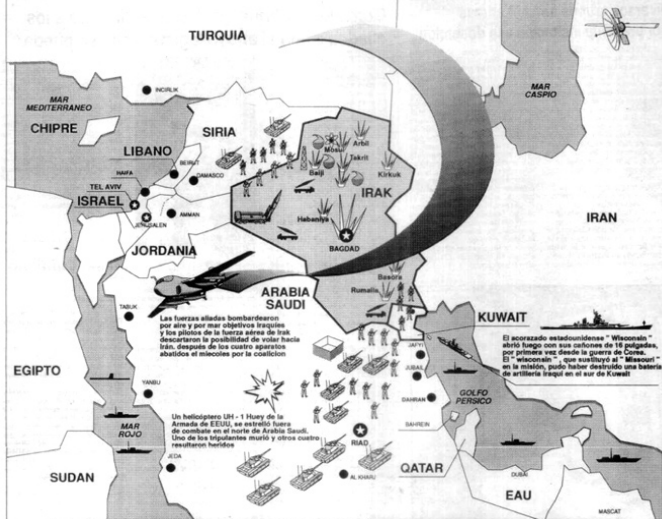 TURQUIA
MAR
CASPIO
INCIRLIK
MAR
MEDITERRANEO
CHIPRE
SIRIA
LIBANO
BEIRUT
DAMASCO
HAIFA
TEL AVIV
ISRAEL
JERUSALEN
AMMAN
JORDANIA
Mosul
Arbil
Tekrit
Baiji
Kirkuk
IRAK
Habaniya
BAGDAD
IRAN
Basora
Rumaila
ARABIA
SAUDI
TABUK
Las fuerzas aliadas bombardearon
por aire y por mar objetivos iraquíes
y los pilotos de la fuerza aérea de Irak
descartaron la posibilidad de volar hacia
Irán, después de los cuatro aparatos
abatidos el miecoles por la coalicion
KUWAIT
El acorazado estadounidense " Wisconsin "
abrió fuego con sus cañones de 16 pulgadas,
por primera vez desde la guerra de Corea.
El " wisconsin " , que sustituyó al " Missouri "
en la misión, pudo haber destruido una batería
de artillería iraquí en el sur de Kuwait
EGIPTO
YANBU
JUBAIL
DAHRAN
GOLFO
PERSICO
BAHREIN
Un helicóptero UH - 1 Huey de la
Armada de EEUU, se estrelló fuera
de combate en el norte de Arabia Saudi.
Uno de los tripulantes murió y otros cuatro
resultaron heridos
MAR
ROJO
RIAD
JEDA
SUDAN
AL KHARJ
QATAR
DUBAI
EAU
MASCAT